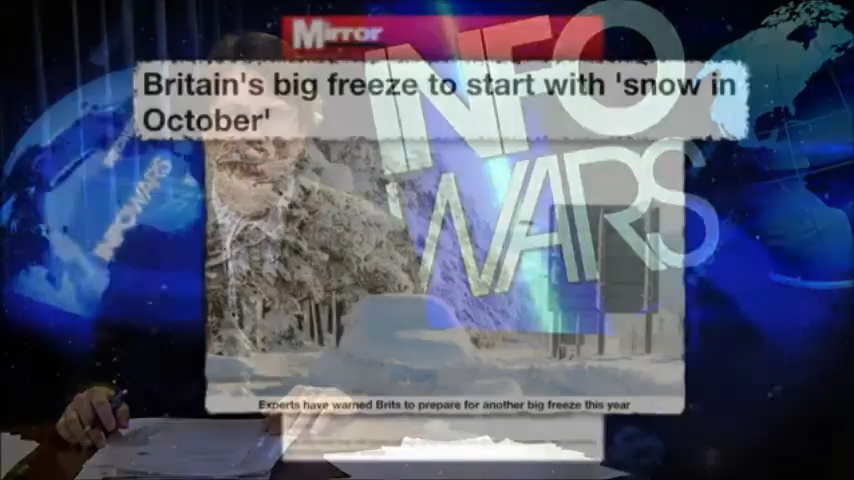 Mirror
Britain's big freeze to start with 'snow in
October'
INFO
WARS
INFOWARS
Experts have warned Brits to prepare for another big freeze this year